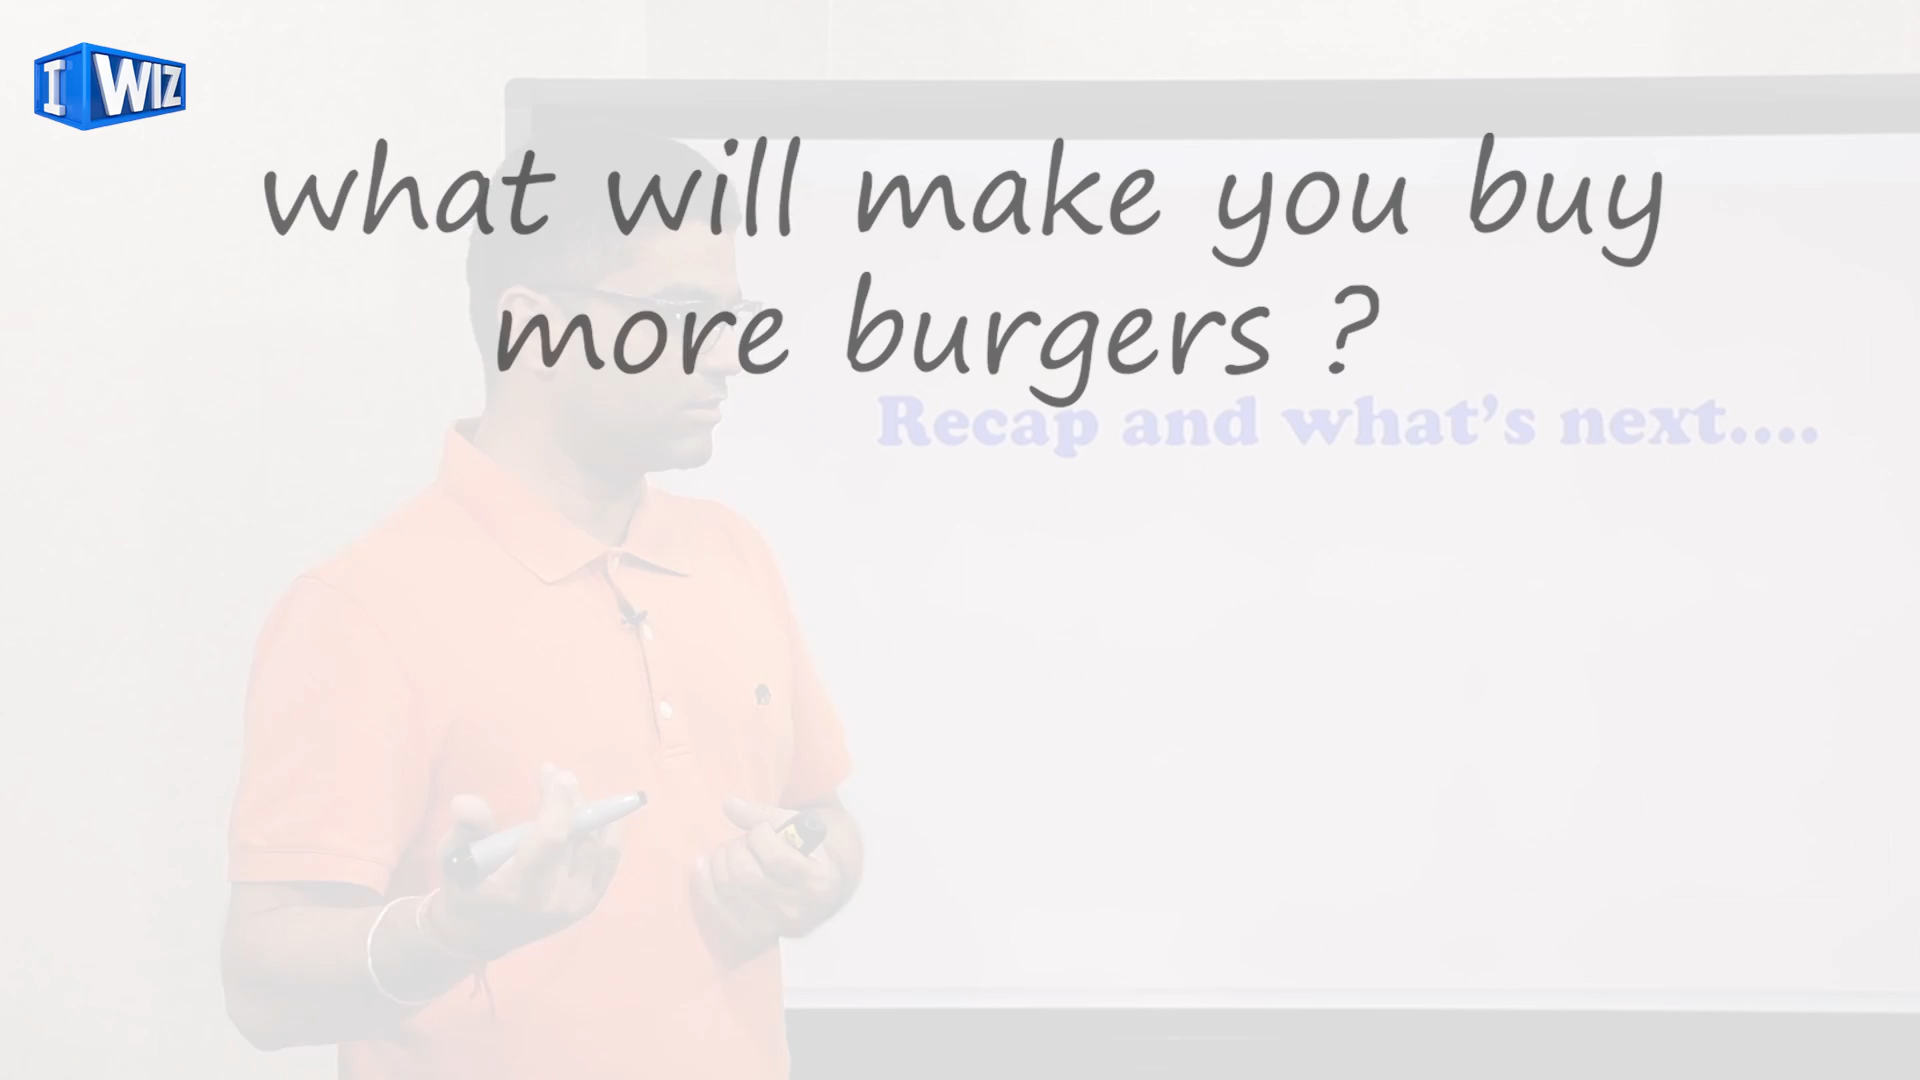 I WIZ
what will make you buy
more burgers ?
Recap and what's next....